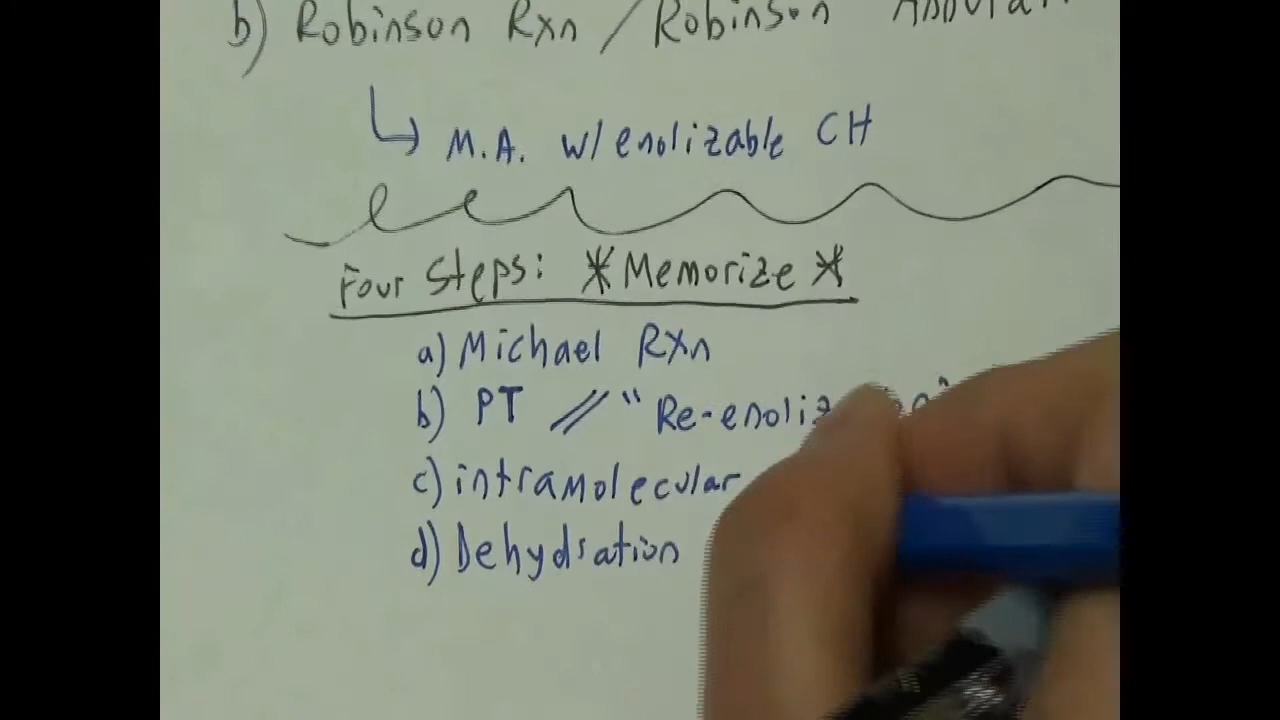 b) Robinson Rxn / Robinson
↳ M.A. w/ enolizable CH
Four Steps: *Memorize*
a) Michael Rxn
b) PT // "Re-enoliz
c) intramolecular
d) Dehydration